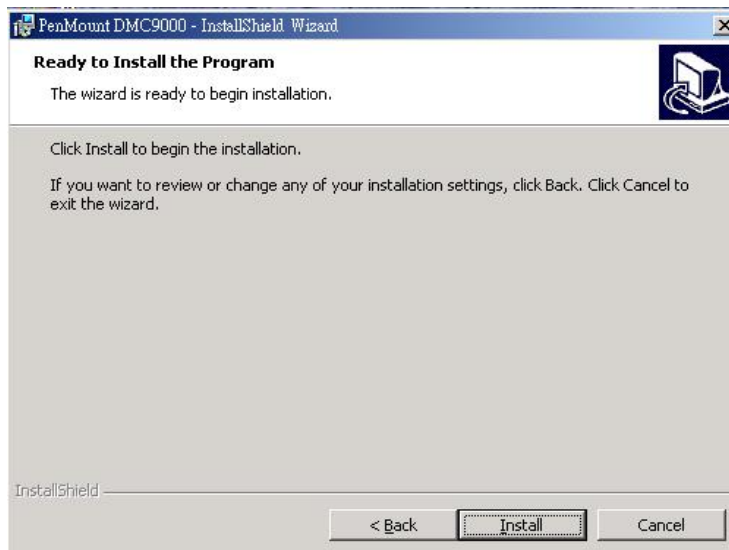 PenMount DMC9000 - InstallShield Wizard
Ready to Install the Program
The wizard is ready to begin installation.
Click Install to begin the installation.
If you want to review or change any of your installation settings, click Back. Click Cancel to
exit the wizard.
InstallShield
< Back Install Cancel